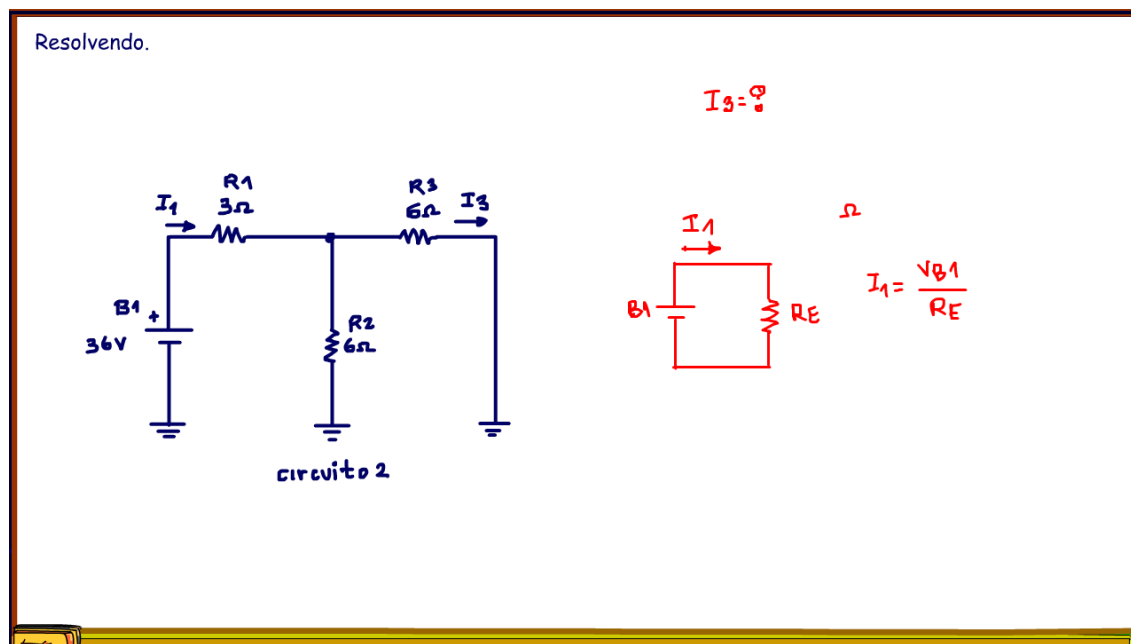 Resolvendo.
I3=?
R1
3Ω
I1
R3
6Ω
I3
B1
+
36V
R2
6Ω
circuito 2
I1
B1
RE
Ω
I1= VB1
RE